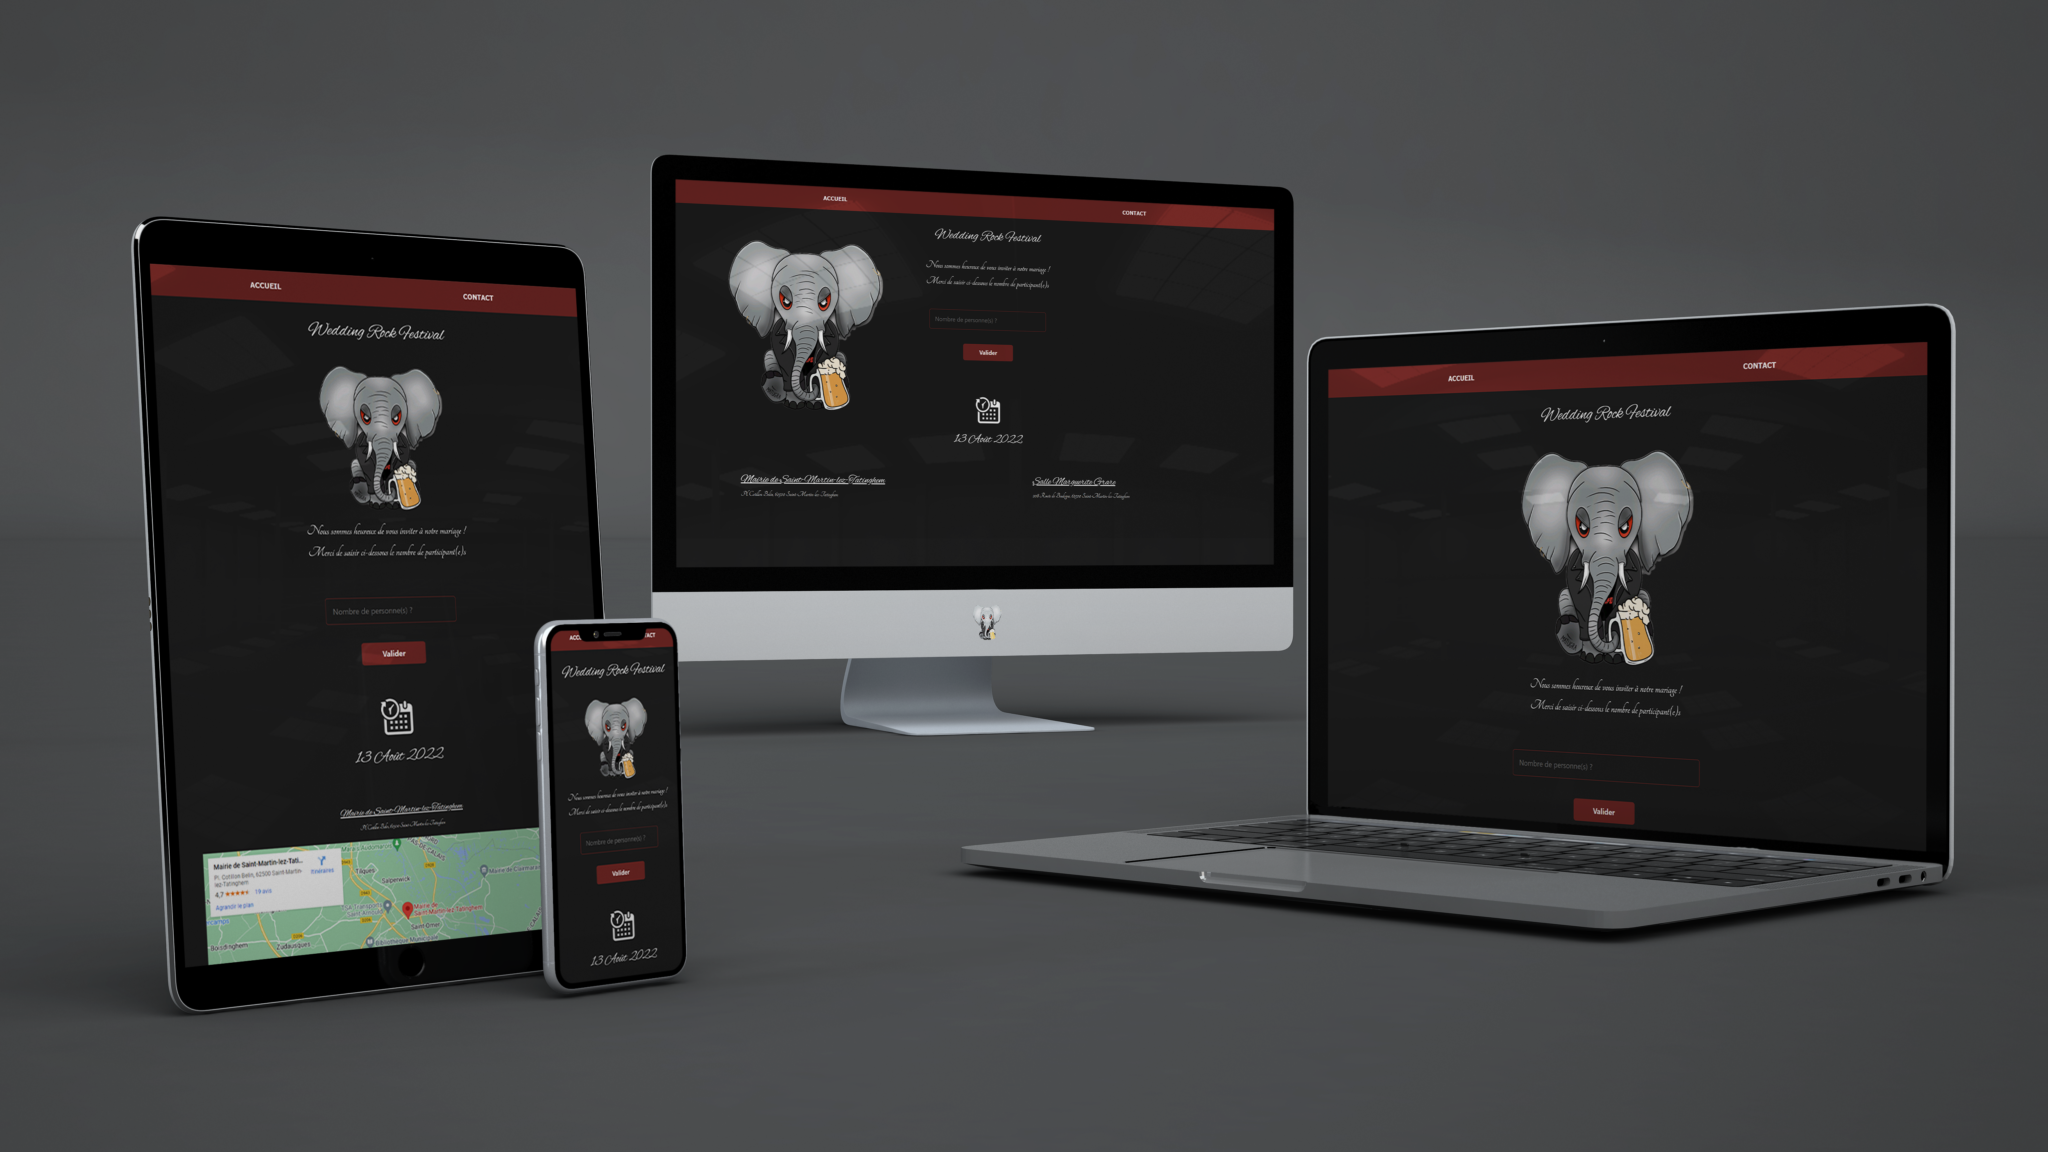 ACCUEIL
CONTACT
Wedding Rock Festival
Nous sommes heureux de vous inviter à notre mariage !
Merci de saisir ci-dessous le nombre de participant(e)s
Nombre de personne(s) ?
Valider
13 Août 2022
Mairie de Saint-Martin-lez-Tatinghem
Mairie de Saint-Martin-lez-Tati...
Pl. Cotillon Belin, 62500 Saint-Martin-
lez-Tatinghem
4,7
19 avis
Itinéraires
Agrandir le plan
Tilques
Salperwick
Mairie de
Saint-Martin-lez-Tatinghem
Saint-Omer
Boisdinghem
Zudausques
Bibliothèque Municipale
Mairie de Clairmarais
Wedding Rock Festival
Nous sommes heureux de vous inviter à notre mariage !
Merci de saisir ci-dessous le nombre de participant(e)s
Nombre de personne(s) ?
Valider
13 Août 2022
ACCUEIL
CONTACT
Wedding Rock Festival
Nous sommes heureux de vous inviter à notre mariage !
Merci de saisir ci-dessous le nombre de participant(e)s
Nombre de personne(s) ?
Valider
13 Août 2022
Mairie de Saint-Martin-lez-Tatinghem
Salle Marguerite Gérard
ACCUEIL
CONTACT
Wedding Rock Festival
Nous sommes heureux de vous inviter à notre mariage !
Merci de saisir ci-dessous le nombre de participant(e)s
Nombre de personne(s) ?
Valider